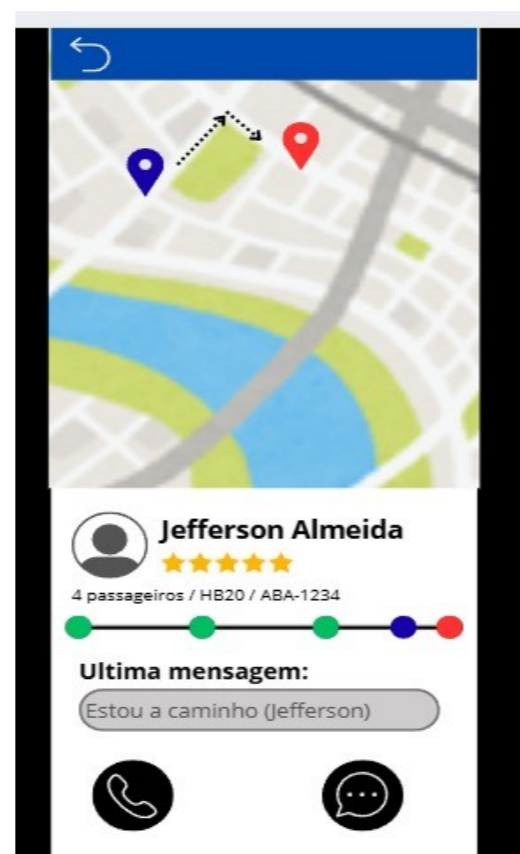 Jefferson Almeida
4 passageiros / HB20 / ABA-1234
Ultima mensagem:
Estou a caminho (Jefferson)